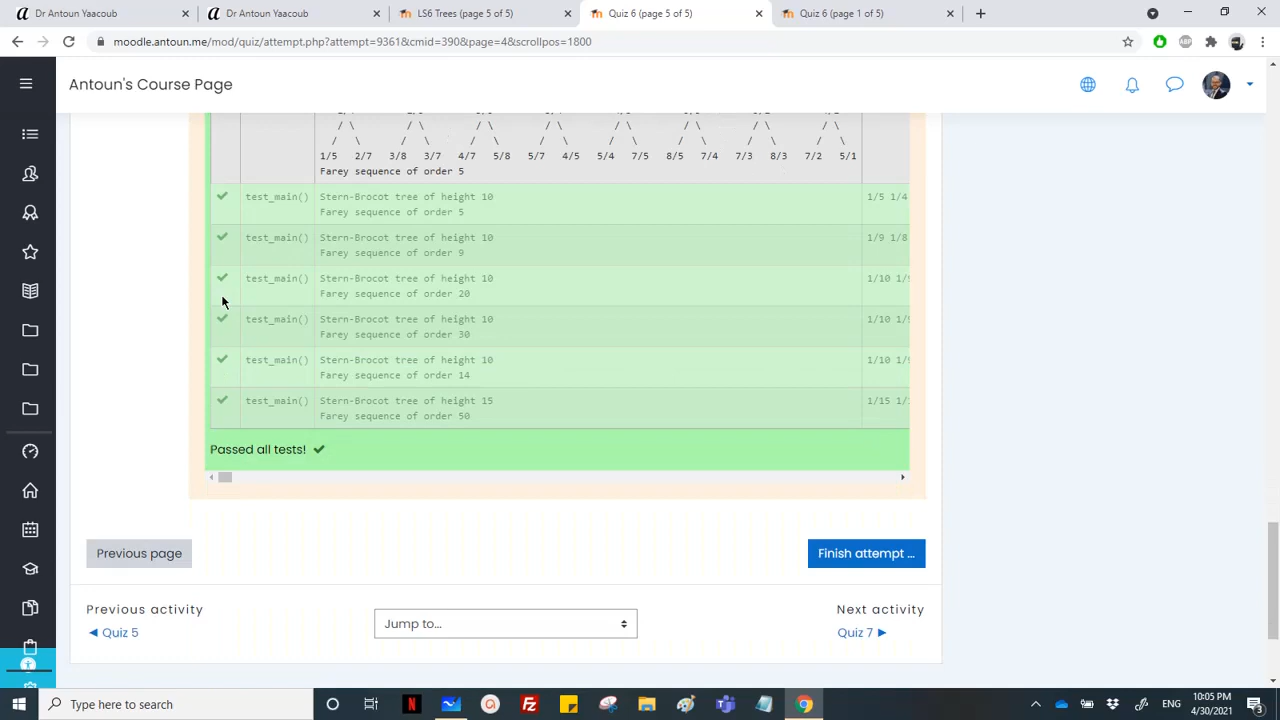 Dr Antoun Yaacoub
Dr Antoun Yaacoub
LS6 Trees (page 5 of 5)
Quiz 6 (page 5 of 5)
Quiz 6 (page 1 of 5)
moodle.antoun.me/mod/quiz/attempt.php?attempt=9361&cmid=390&page=4&scrollpos=1800
Antoun's Course Page
/ \ / \ / \ / \ / \ / \ / \ / \
/ \ / \ / \ / \ / \ / \ / \ / \
1/5 2/7 3/8 3/7 4/7 5/8 5/7 4/5 5/4 7/5 8/5 7/4 7/3 8/3 7/2 5/1
Farey sequence of order 5
test_main() Stern-Brocot tree of height 10 1/5 1/4
Farey sequence of order 5
test_main() Stern-Brocot tree of height 10 1/9 1/8
Farey sequence of order 9
test_main() Stern-Brocot tree of height 10 1/10
Farey sequence of order 20
test_main() Stern-Brocot tree of height 10 1/10
Farey sequence of order 30
test_main() Stern-Brocot tree of height 10 1/10
Farey sequence of order 14
test_main() Stern-Brocot tree of height 15 1/15
Farey sequence of order 50
Passed all tests!
Previous page
Finish attempt ...
Previous activity
Next activity
◄ Quiz 5
Jump to...
Quiz 7 ►
Type here to search
ENG
10:05 PM
4/30/2021